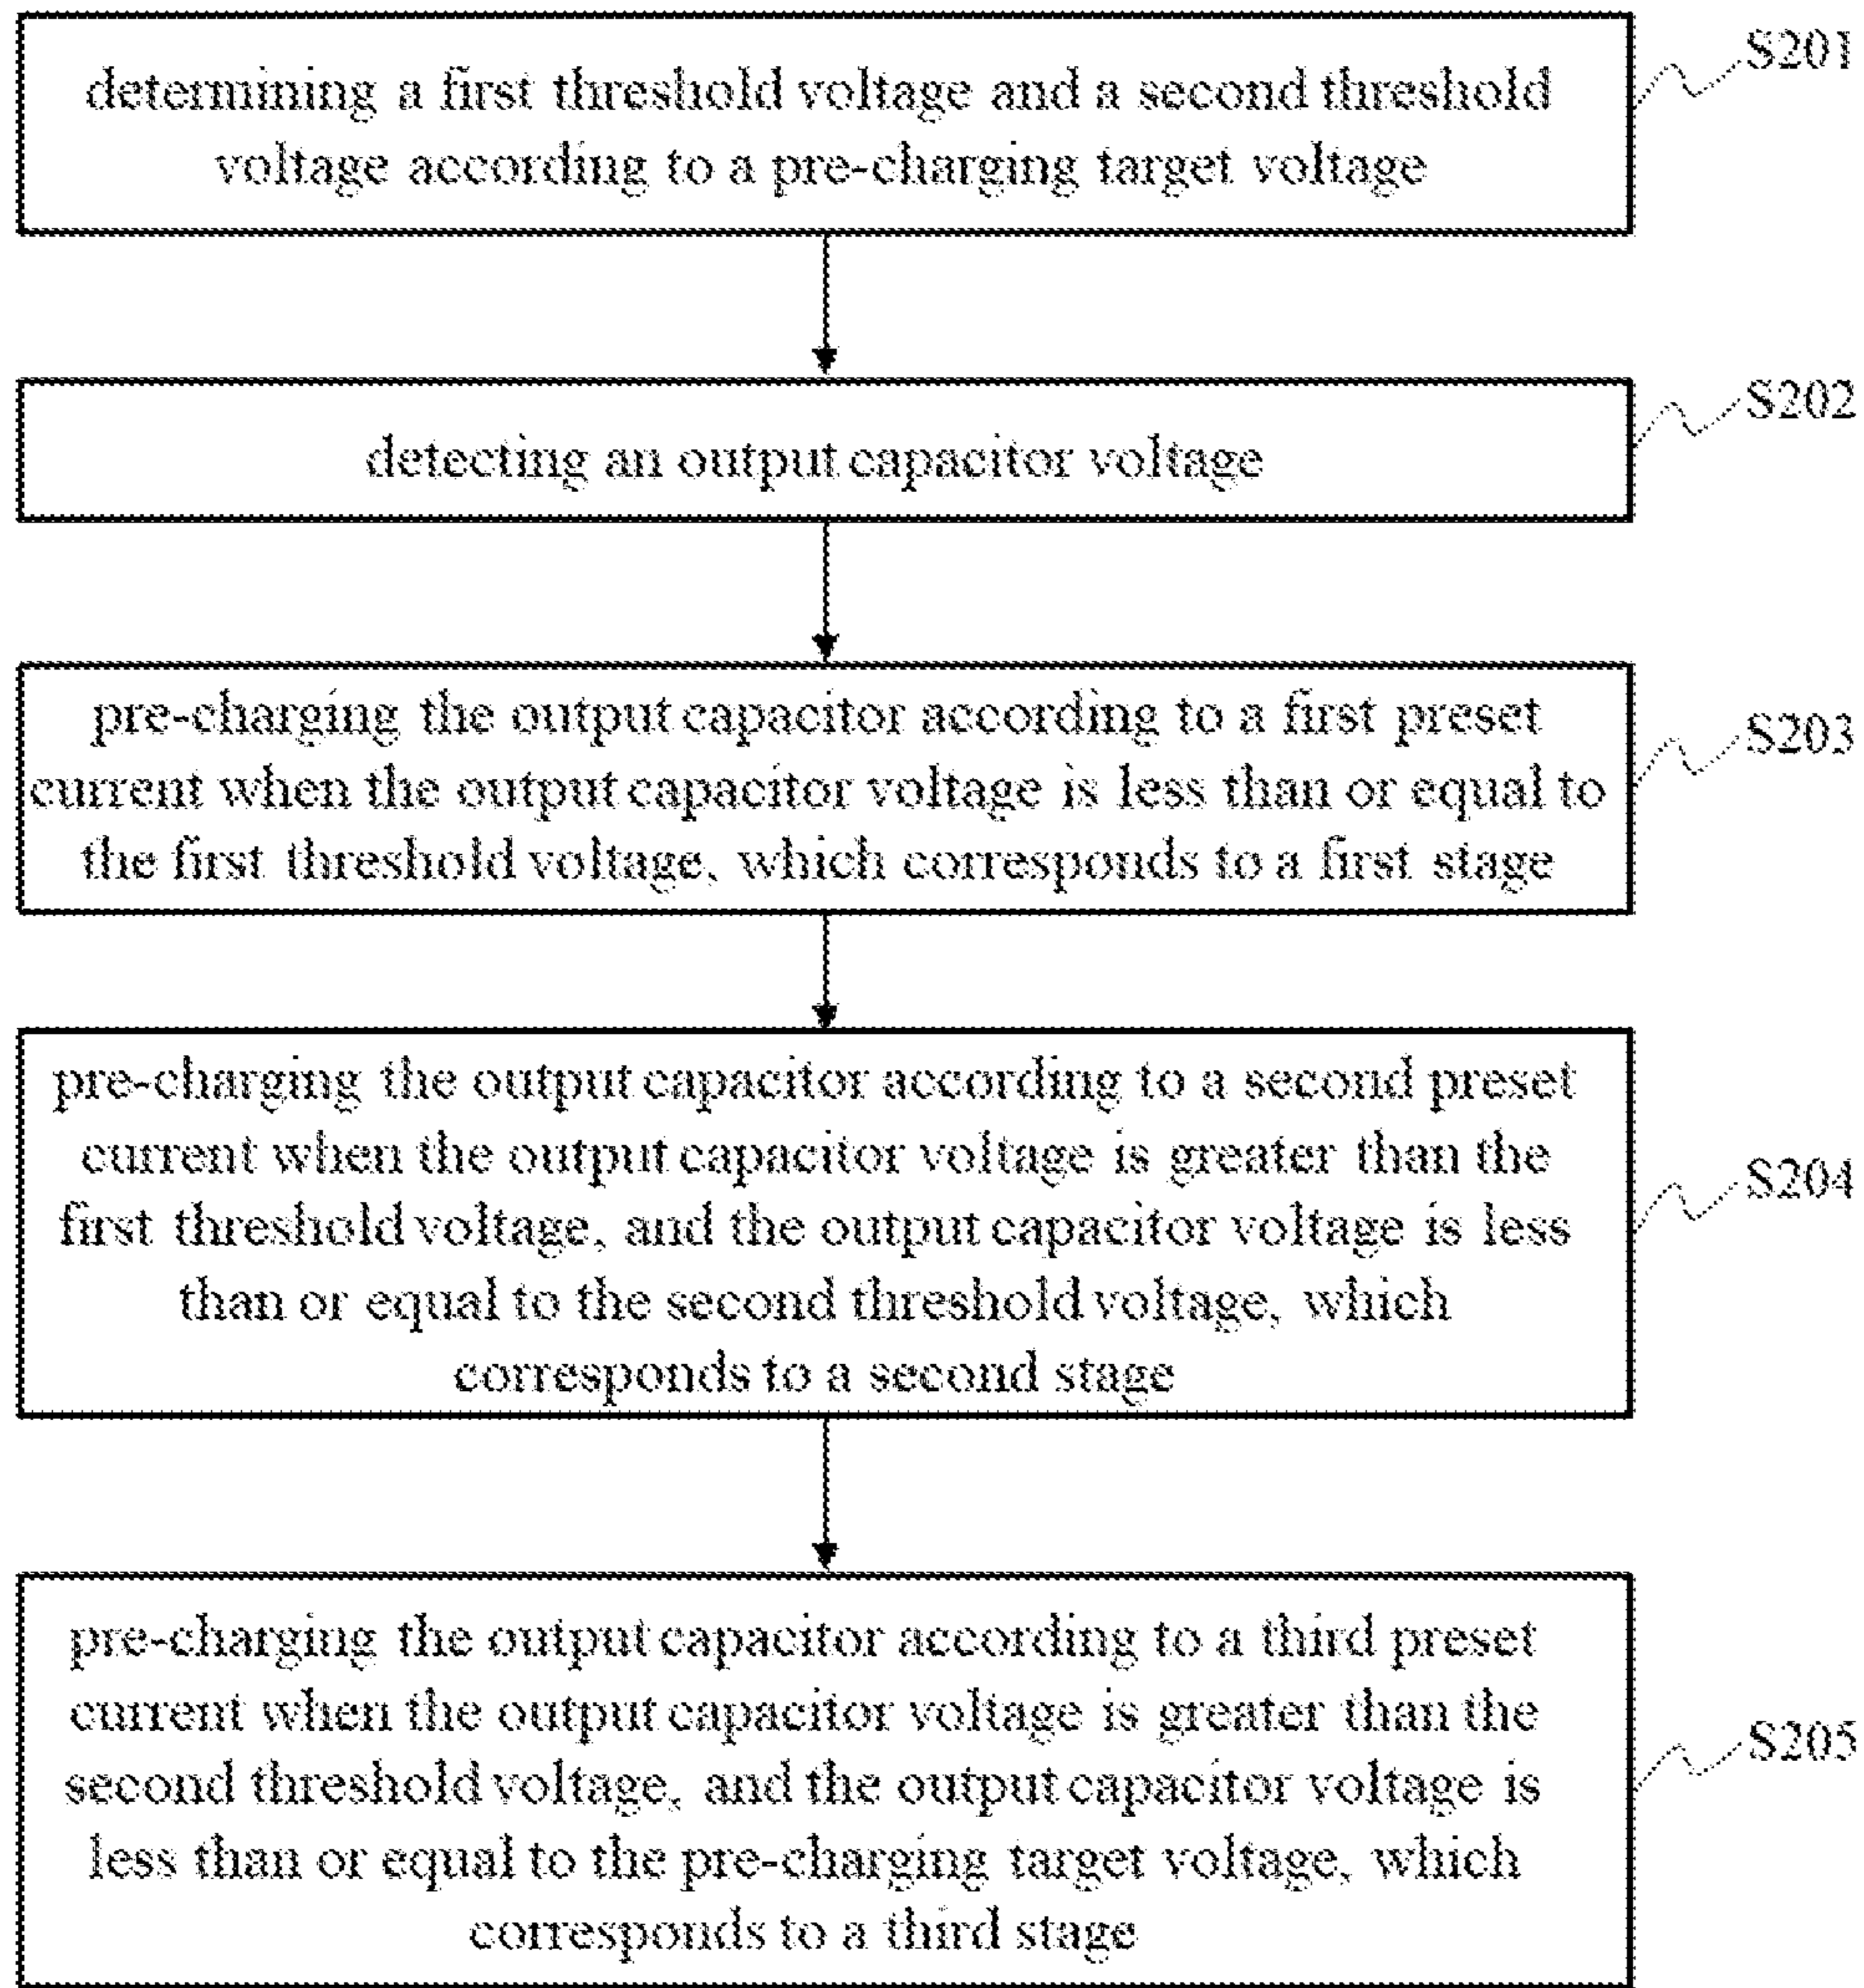 determining a first threshold voltage and a second threshold
voltage according to a pre-charging target voltage
S201
detecting an output capacitor voltage
S202
pre-charging the output capacitor according to a first preset
current when the output capacitor voltage is less than or equal to
the first threshold voltage, which corresponds to a first stage
S203
pre-charging the output capacitor according to a second preset
current when the output capacitor voltage is greater than the
first threshold voltage, and the output capacitor voltage is less
than or equal to the second threshold voltage, which
corresponds to a second stage
S204
pre-charging the output capacitor according to a third preset
current when the output capacitor voltage is greater than the
second threshold voltage, and the output capacitor voltage is
less than or equal to the pre-charging target voltage, which
corresponds to a third stage
S205